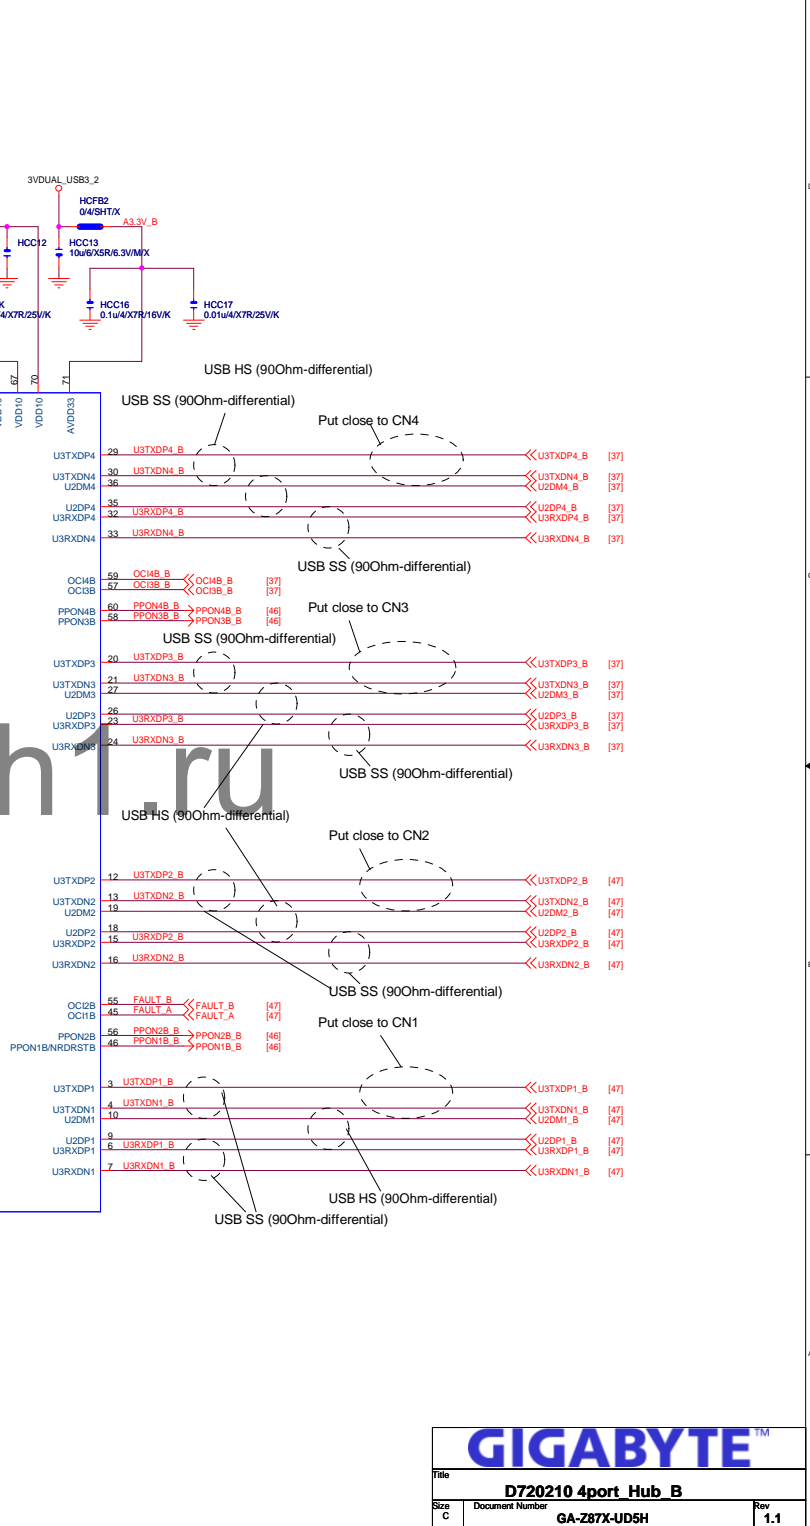 3VDUAL_USB3_2
HCFB2
0/4/SHT/X
A3.3V_B
HCC12
HCC13
10u/6/X5R/6.3V/M/X
K
4/X7R/25V/K
HCC16
0.1u/4/X7R/16V/K
HCC17
0.01u/4/X7R/25V/K
67
70
71
VDD10
VDD10
AVDD33
USB HS (90Ohm-differential)
USB SS (90Ohm-differential)
Put close to CN4
U3TXDP4 29 U3TXDP4_B U3TXDP4_B [37]
U3TXDN4 30 U3TXDN4_B U3TXDN4_B [37]
U2DM4 36 U2DM4_B [37]
U2DP4 35 U2DP4_B [37]
U3RXDP4 32 U3RXDP4_B U3RXDP4_B [37]
U3RXDN4 33 U3RXDN4_B U3RXDN4_B [37]
USB SS (90Ohm-differential)
OCI4B 59 OCI4B_B OCI4B_B [37]
OCI3B 57 OCI3B_B OCI3B_B [37]
PPON4B 60 PPON4B_B PPON4B_B [46]
PPON3B 58 PPON3B_B PPON3B_B [46]
Put close to CN3
USB SS (90Ohm-differential)
U3TXDP3 20 U3TXDP3_B U3TXDP3_B [37]
U3TXDN3 21 U3TXDN3_B U3TXDN3_B [37]
U2DM3 27 U2DM3_B [37]
U2DP3 26 U2DP3_B [37]
U3RXDP3 23 U3RXDP3_B U3RXDP3_B [37]
U3RXDN3 24 U3RXDN3_B U3RXDN3_B [37]
h1.ru
USB SS (90Ohm-differential)
USB HS (90Ohm-differential)
Put close to CN2
U3TXDP2 12 U3TXDP2_B U3TXDP2_B [47]
U3TXDN2 13 U3TXDN2_B U3TXDN2_B [47]
U2DM2 19 U2DM2_B [47]
U2DP2 18 U2DP2_B [47]
U3RXDP2 15 U3RXDP2_B U3RXDP2_B [47]
U3RXDN2 16 U3RXDN2_B U3RXDN2_B [47]
USB SS (90Ohm-differential)
OCI2B 55 FAULT_B FAULT_B [47]
OCI1B 45 FAULT_A FAULT_A [47]
Put close to CN1
PPON2B 56 PPON2B_B PPON2B_B [46]
PPON1B/NRDRSTB 46 PPON1B_B PPON1B_B [46]
U3TXDP1 3 U3TXDP1_B U3TXDP1_B [47]
U3TXDN1 4 U3TXDN1_B U3TXDN1_B [47]
U2DM1 10 U2DM1_B [47]
U2DP1 9 U2DP1_B [47]
U3RXDP1 6 U3RXDP1_B U3RXDP1_B [47]
U3RXDN1 7 U3RXDN1_B U3RXDN1_B [47]
USB HS (90Ohm-differential)
USB SS (90Ohm-differential)
GIGABYTE™
Title
D720210 4port_Hub_B
Size
C
Document Number
GA-Z87X-UD5H
Rev
1.1